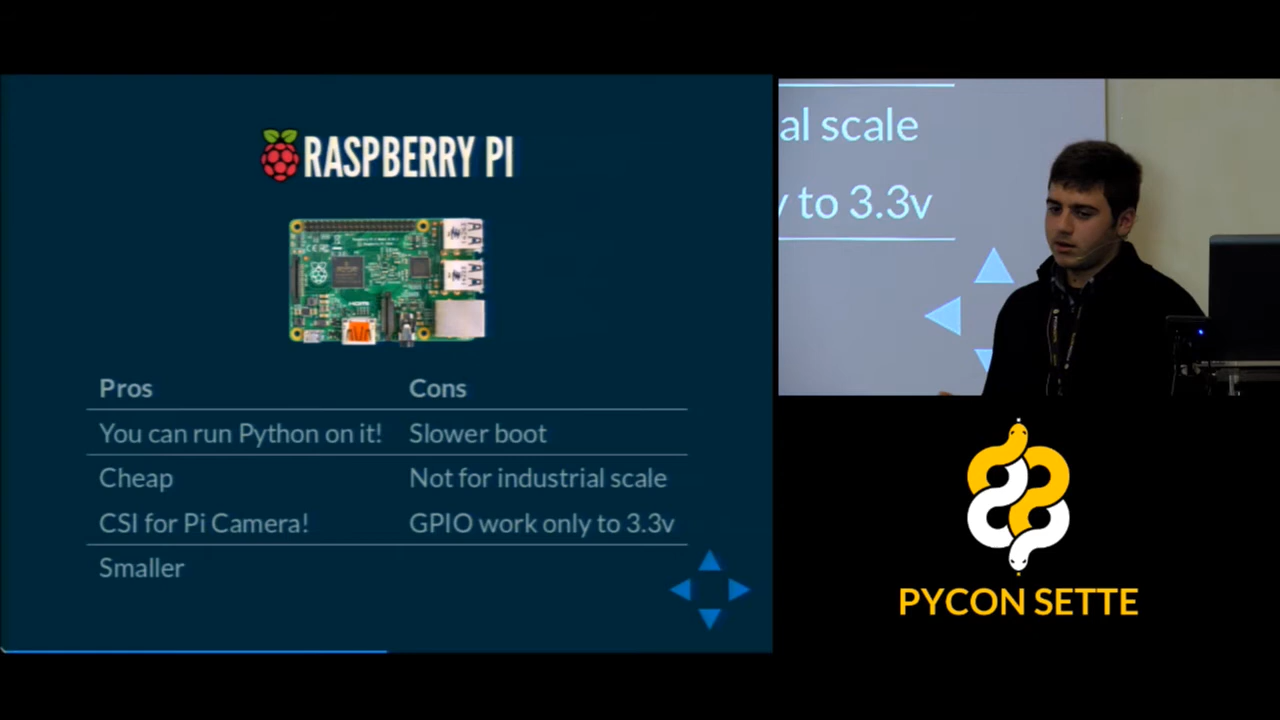 RASPBERRY PI
Pros Cons
You can run Python on it! Slower boot
Cheap Not for industrial scale
CSI for Pi Camera! GPIO work only to 3.3v
Smaller
al scale
to 3.3v
PYCON SETTE